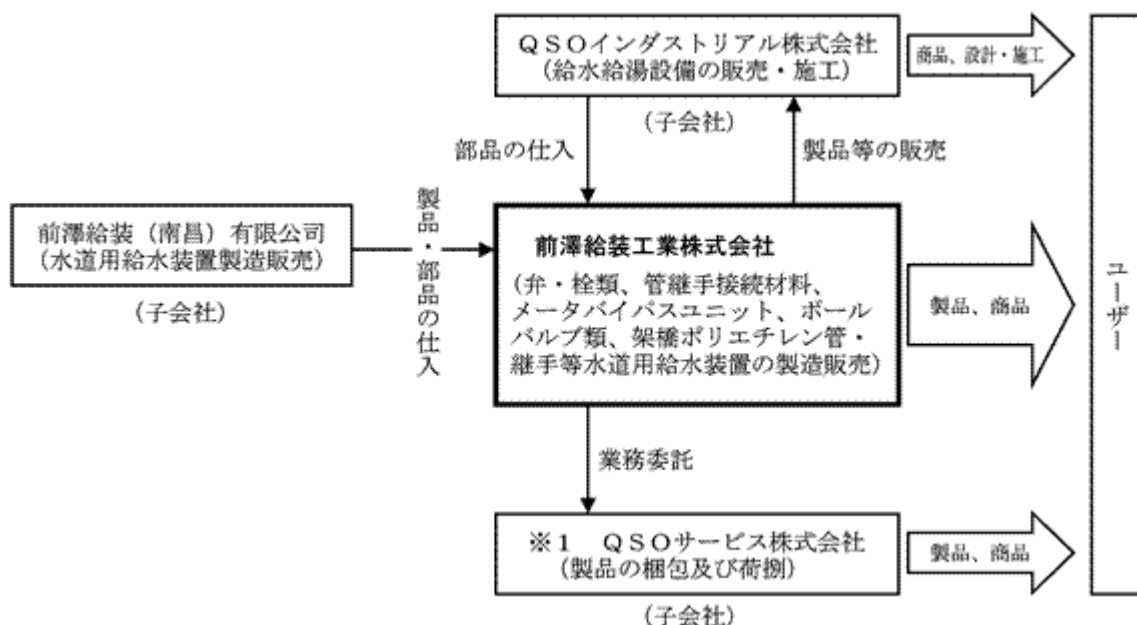 QSOインダストリアル株式会社
(給水給湯設備の販売・施工)
商品、設計・施工
(子会社)
部品の仕入
製品等の販売
製品・部品の仕入
前澤給装(南昌)有限公司
(水道用給水装置製造販売)
(子会社)
前澤給装工業株式会社
(弁・栓類、管継手接続材料、
メータバイパスユニット、ボール
バルブ類、架橋ポリエチレン管・
継手等水道用給水装置の製造販売)
製品、商品
ユーザー
業務委託
※1 QSOサービス株式会社
(製品の梱包及び荷捌)
製品、商品
(子会社)